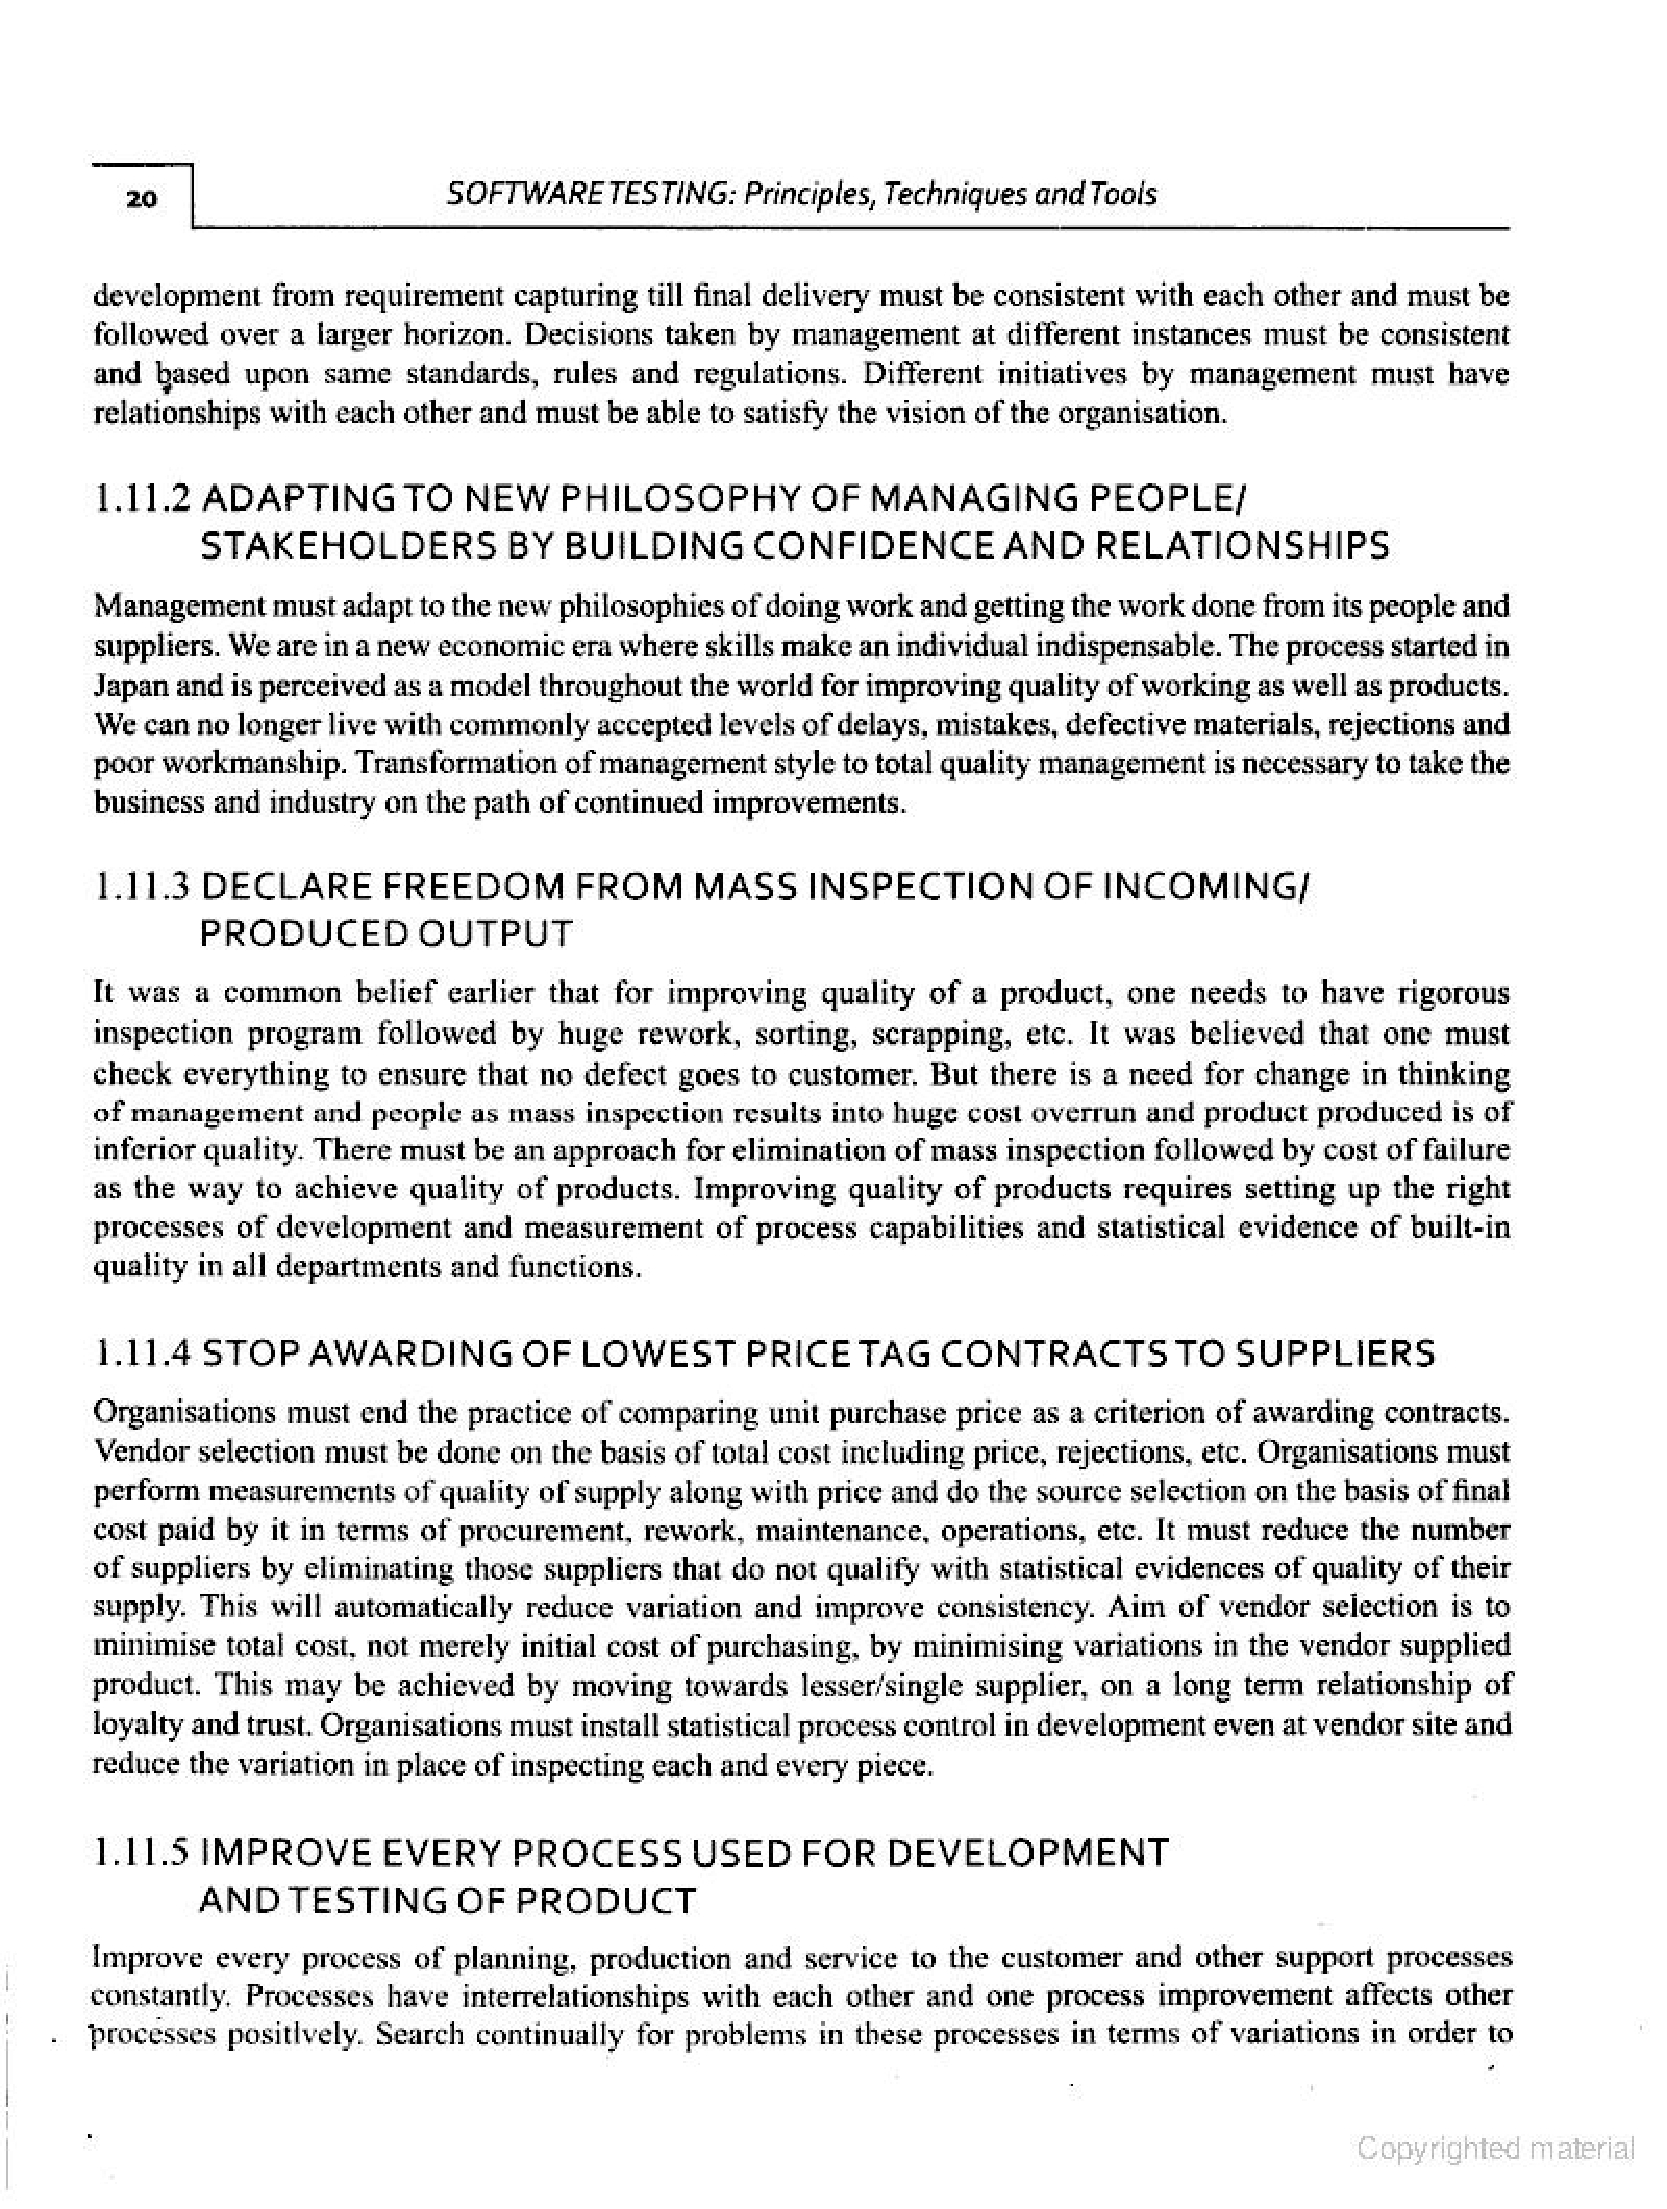 20
SOFTWARE TESTING: Principles, Techniques and Tools
development from requirement capturing till final delivery must be consistent with each other and must be
followed over a larger horizon. Decisions taken by management at different instances must be consistent
and based upon same standards, rules and regulations. Different initiatives by management must have
relationships with each other and must be able to satisfy the vision of the organisation.
1.11.2 ADAPTING TO NEW PHILOSOPHY OF MANAGING PEOPLE/
STAKEHOLDERS BY BUILDING CONFIDENCE AND RELATIONSHIPS
Management must adapt to the new philosophies of doing work and getting the work done from its people and
suppliers. We are in a new economic era where skills make an individual indispensable. The process started in
Japan and is perceived as a model throughout the world for improving quality of working as well as products.
We can no longer live with commonly accepted levels of delays, mistakes, defective materials, rejections and
poor workmanship. Transformation of management style to total quality management is necessary to take the
business and industry on the path of continued improvements.
1.11.3 DECLARE FREEDOM FROM MASS INSPECTION OF INCOMING/
PRODUCED OUTPUT
It was a common belief earlier that for improving quality of a product, one needs to have rigorous
inspection program followed by huge rework, sorting, scrapping, etc. It was believed that one must
check everything to ensure that no defect goes to customer. But there is a need for change in thinking
of management and people as mass inspection results into huge cost overrun and product produced is of
inferior quality. There must be an approach for elimination of mass inspection followed by cost of failure
as the way to achieve quality of products. Improving quality of products requires setting up the right
processes of development and measurement of process capabilities and statistical evidence of built-in
quality in all departments and functions.
1.11.4 STOP AWARDING OF LOWEST PRICE TAG CONTRACTS TO SUPPLIERS
Organisations must end the practice of comparing unit purchase price as a criterion of awarding contracts.
Vendor selection must be done on the basis of total cost including price, rejections, etc. Organisations must
perform measurements of quality of supply along with price and do the source selection on the basis of final
cost paid by it in terms of procurement, rework, maintenance, operations, etc. It must reduce the number
of suppliers by eliminating those suppliers that do not qualify with statistical evidences of quality of their
supply. This will automatically reduce variation and improve consistency. Aim of vendor selection is to
minimise total cost, not merely initial cost of purchasing, by minimising variations in the vendor supplied
product. This may be achieved by moving towards lesser/single supplier, on a long term relationship of
loyalty and trust. Organisations must install statistical process control in development even at vendor site and
reduce the variation in place of inspecting each and every piece.
1.11.5 IMPROVE EVERY PROCESS USED FOR DEVELOPMENT
AND TESTING OF PRODUCT
Improve every process of planning, production and service to the customer and other support processes
constantly. Processes have interrelationships with each other and one process improvement affects other
processes positively. Search continually for problems in these processes in terms of variations in order to
Copyrighted material